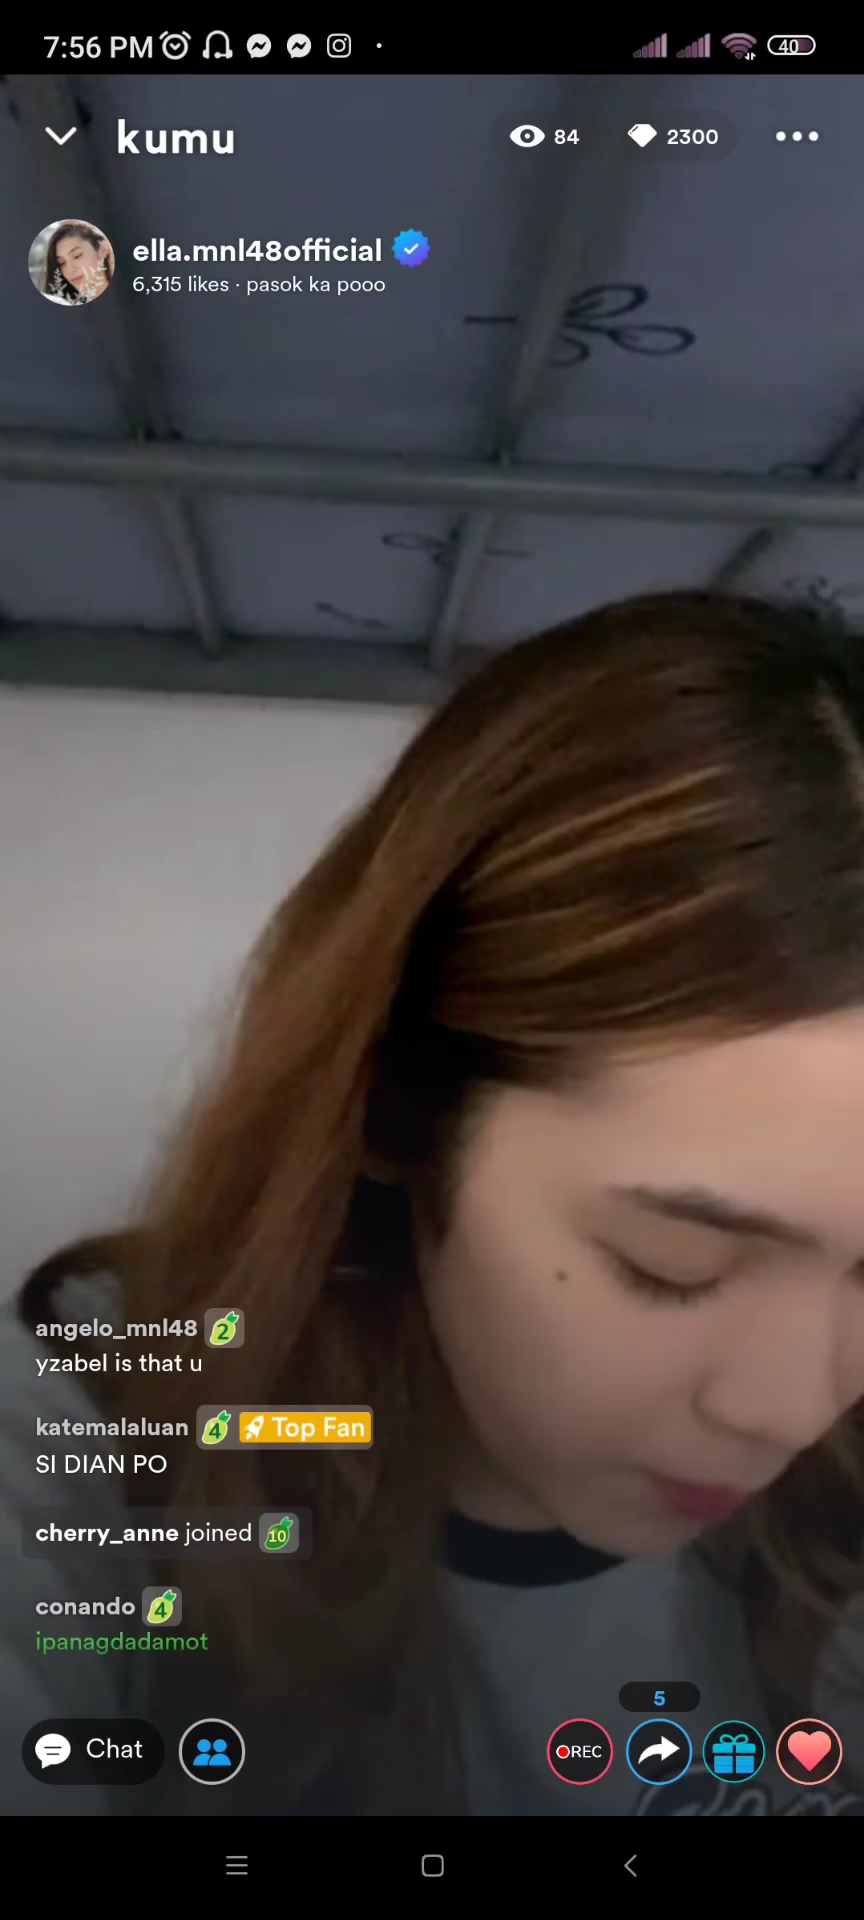 7:56 PM
40
kumu
84
2300
ella.mnl48official
6,315 likes · pasok ka pooo
angelo_mnl48 2
yzabel is that u
katemalaluan 4 Top Fan
SI DIAN PO
cherry_anne joined 10
conando 4
ipanagdadamot
5
Chat
REC